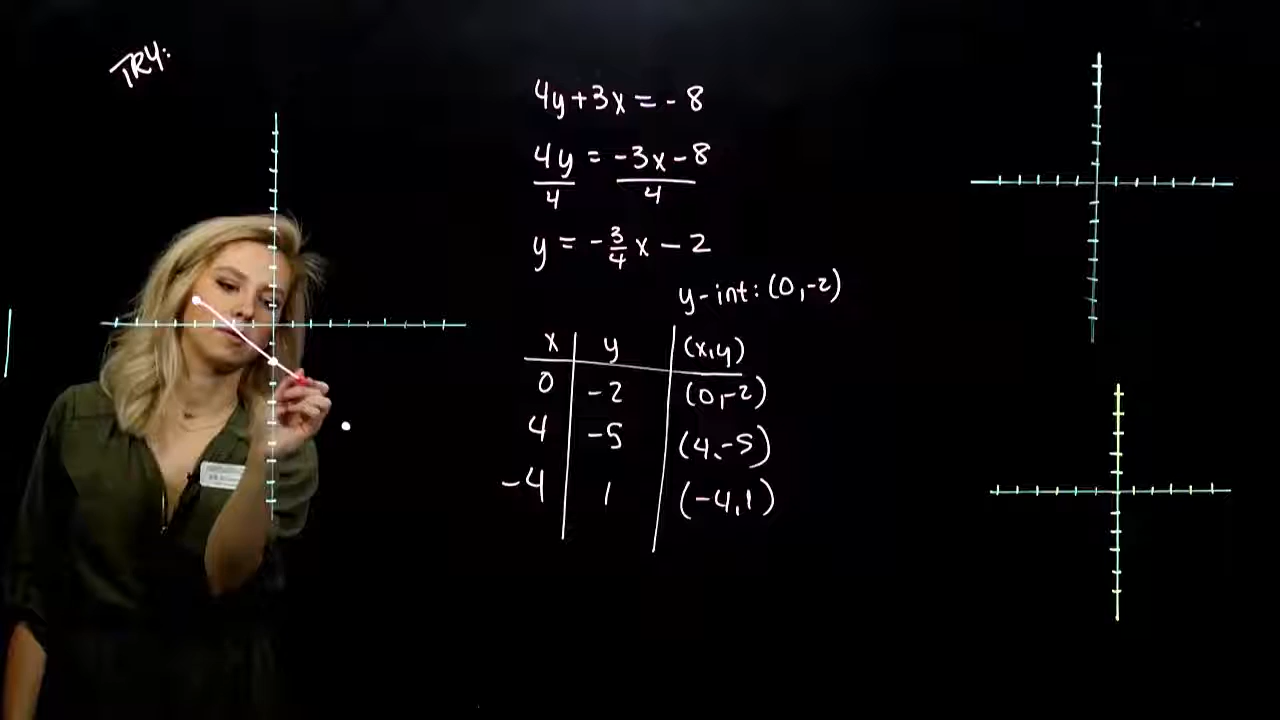 TRY:
4y+3x=-8
4y = -3x-8
4 4
y = -3/4 x - 2
y-int: (0,-2)
x y (x,y)
0 -2 (0,-2)
4 -5 (4,-5)
-4 1 (-4,1)